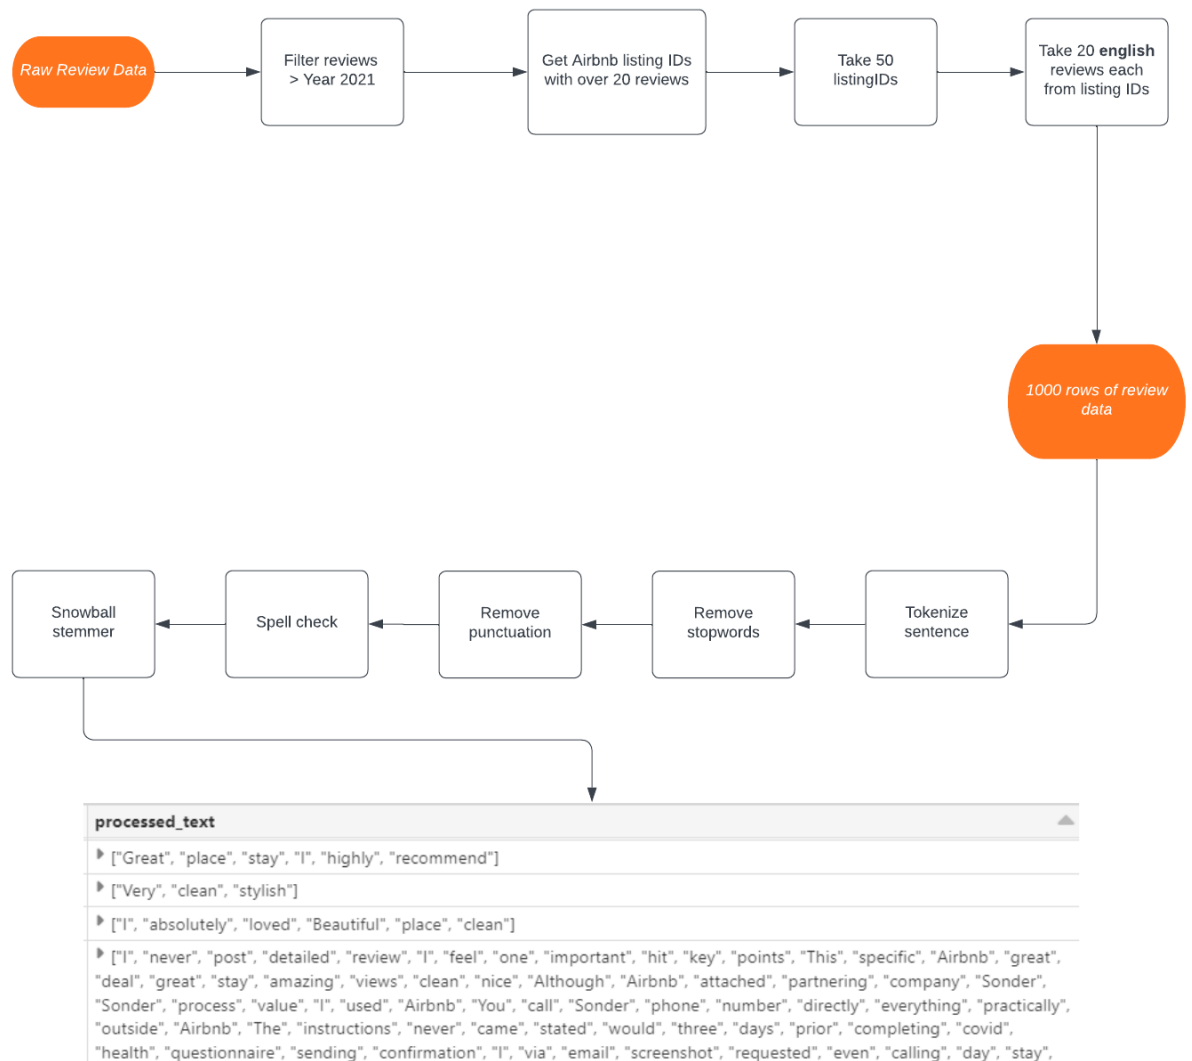 Raw Review Data
Filter reviews
> Year 2021
Get Airbnb listing IDs
with over 20 reviews
Take 50
listingIDs
Take 20 english
reviews each
from listing IDs
1000 rows of review
data
Tokenize
sentence
Remove
stopwords
Remove
punctuation
Spell check
Snowball
stemmer
processed_text
["Great", "place", "stay", "I", "highly", "recommend"]
["Very", "clean", "stylish"]
["I", "absolutely", "loved", "Beautiful", "place", "clean"]
["I", "never", "post", "detailed", "review", "I", "feel", "one", "important", "hit", "key", "points", "This", "specific", "Airbnb", "great",
"deal", "great", "stay", "amazing", "views", "clean", "nice", "Although", "Airbnb", "attached", "partnering", "company", "Sonder",
"Sonder", "process", "value", "I", "used", "Airbnb", "You", "call", "Sonder", "phone", "number", "directly", "everything", "practically",
"outside", "Airbnb", "The", "instructions", "never", "came", "stated", "would", "three", "days", "prior", "completing", "covid",
"health", "questionnaire", "sending", "confirmation", "I", "via", "email", "screenshot", "requested", "even", "calling", "day", "stay",